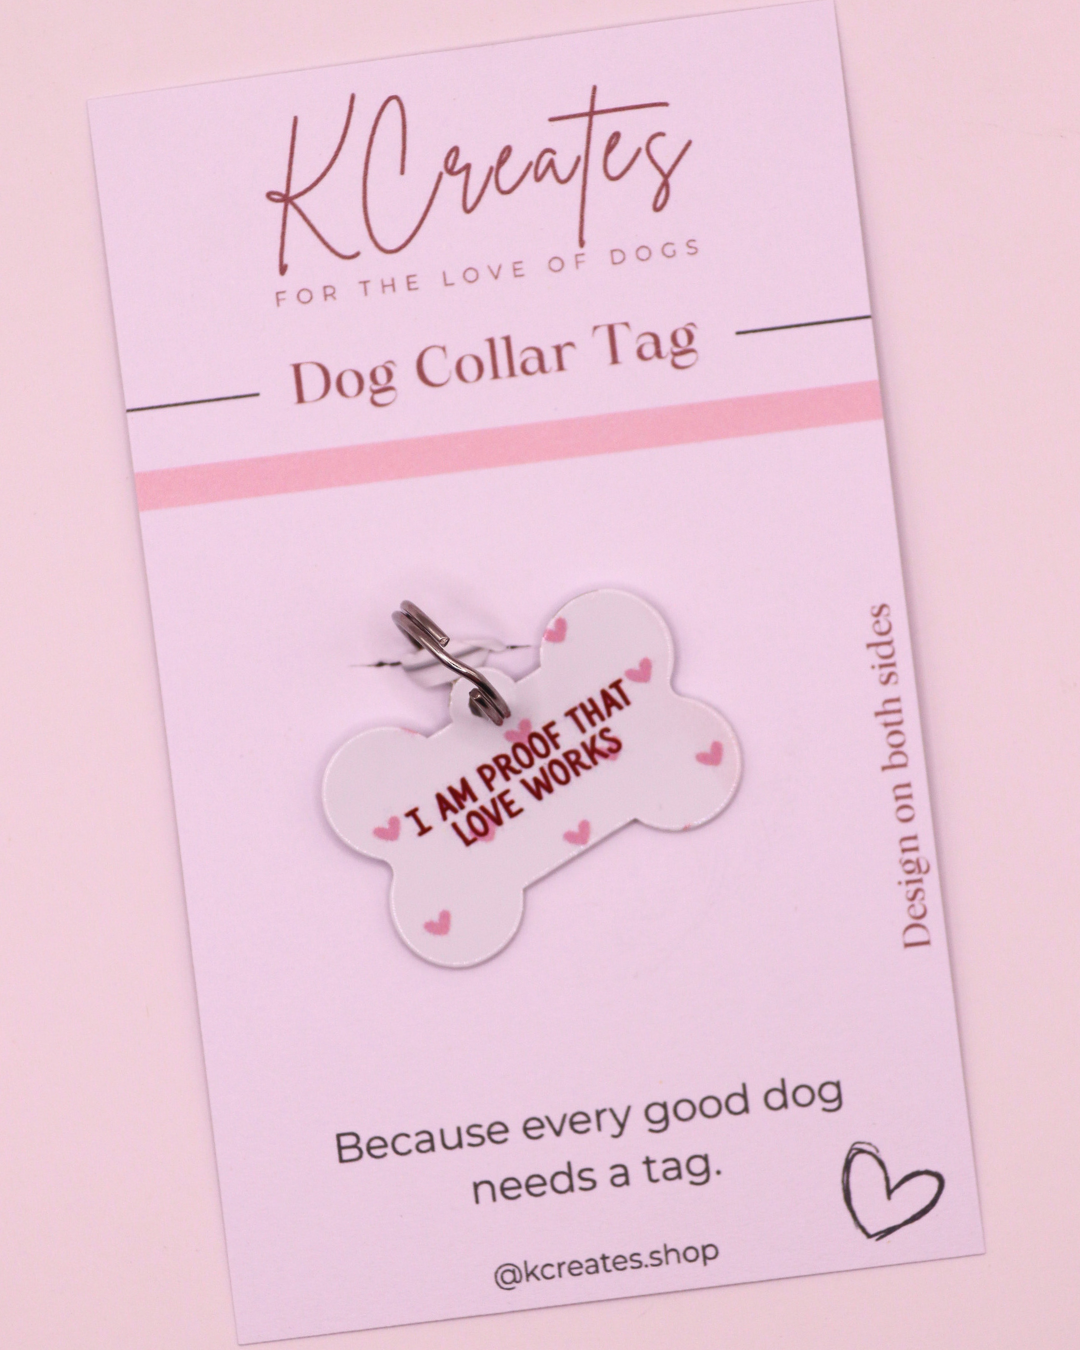 KCreates
FOR THE LOVE OF DOGS
Dog Collar Tag
I AM PROOF THAT
LOVE WORKS
Design on both sides
Because every good dog
needs a tag.
@kcreates.shop